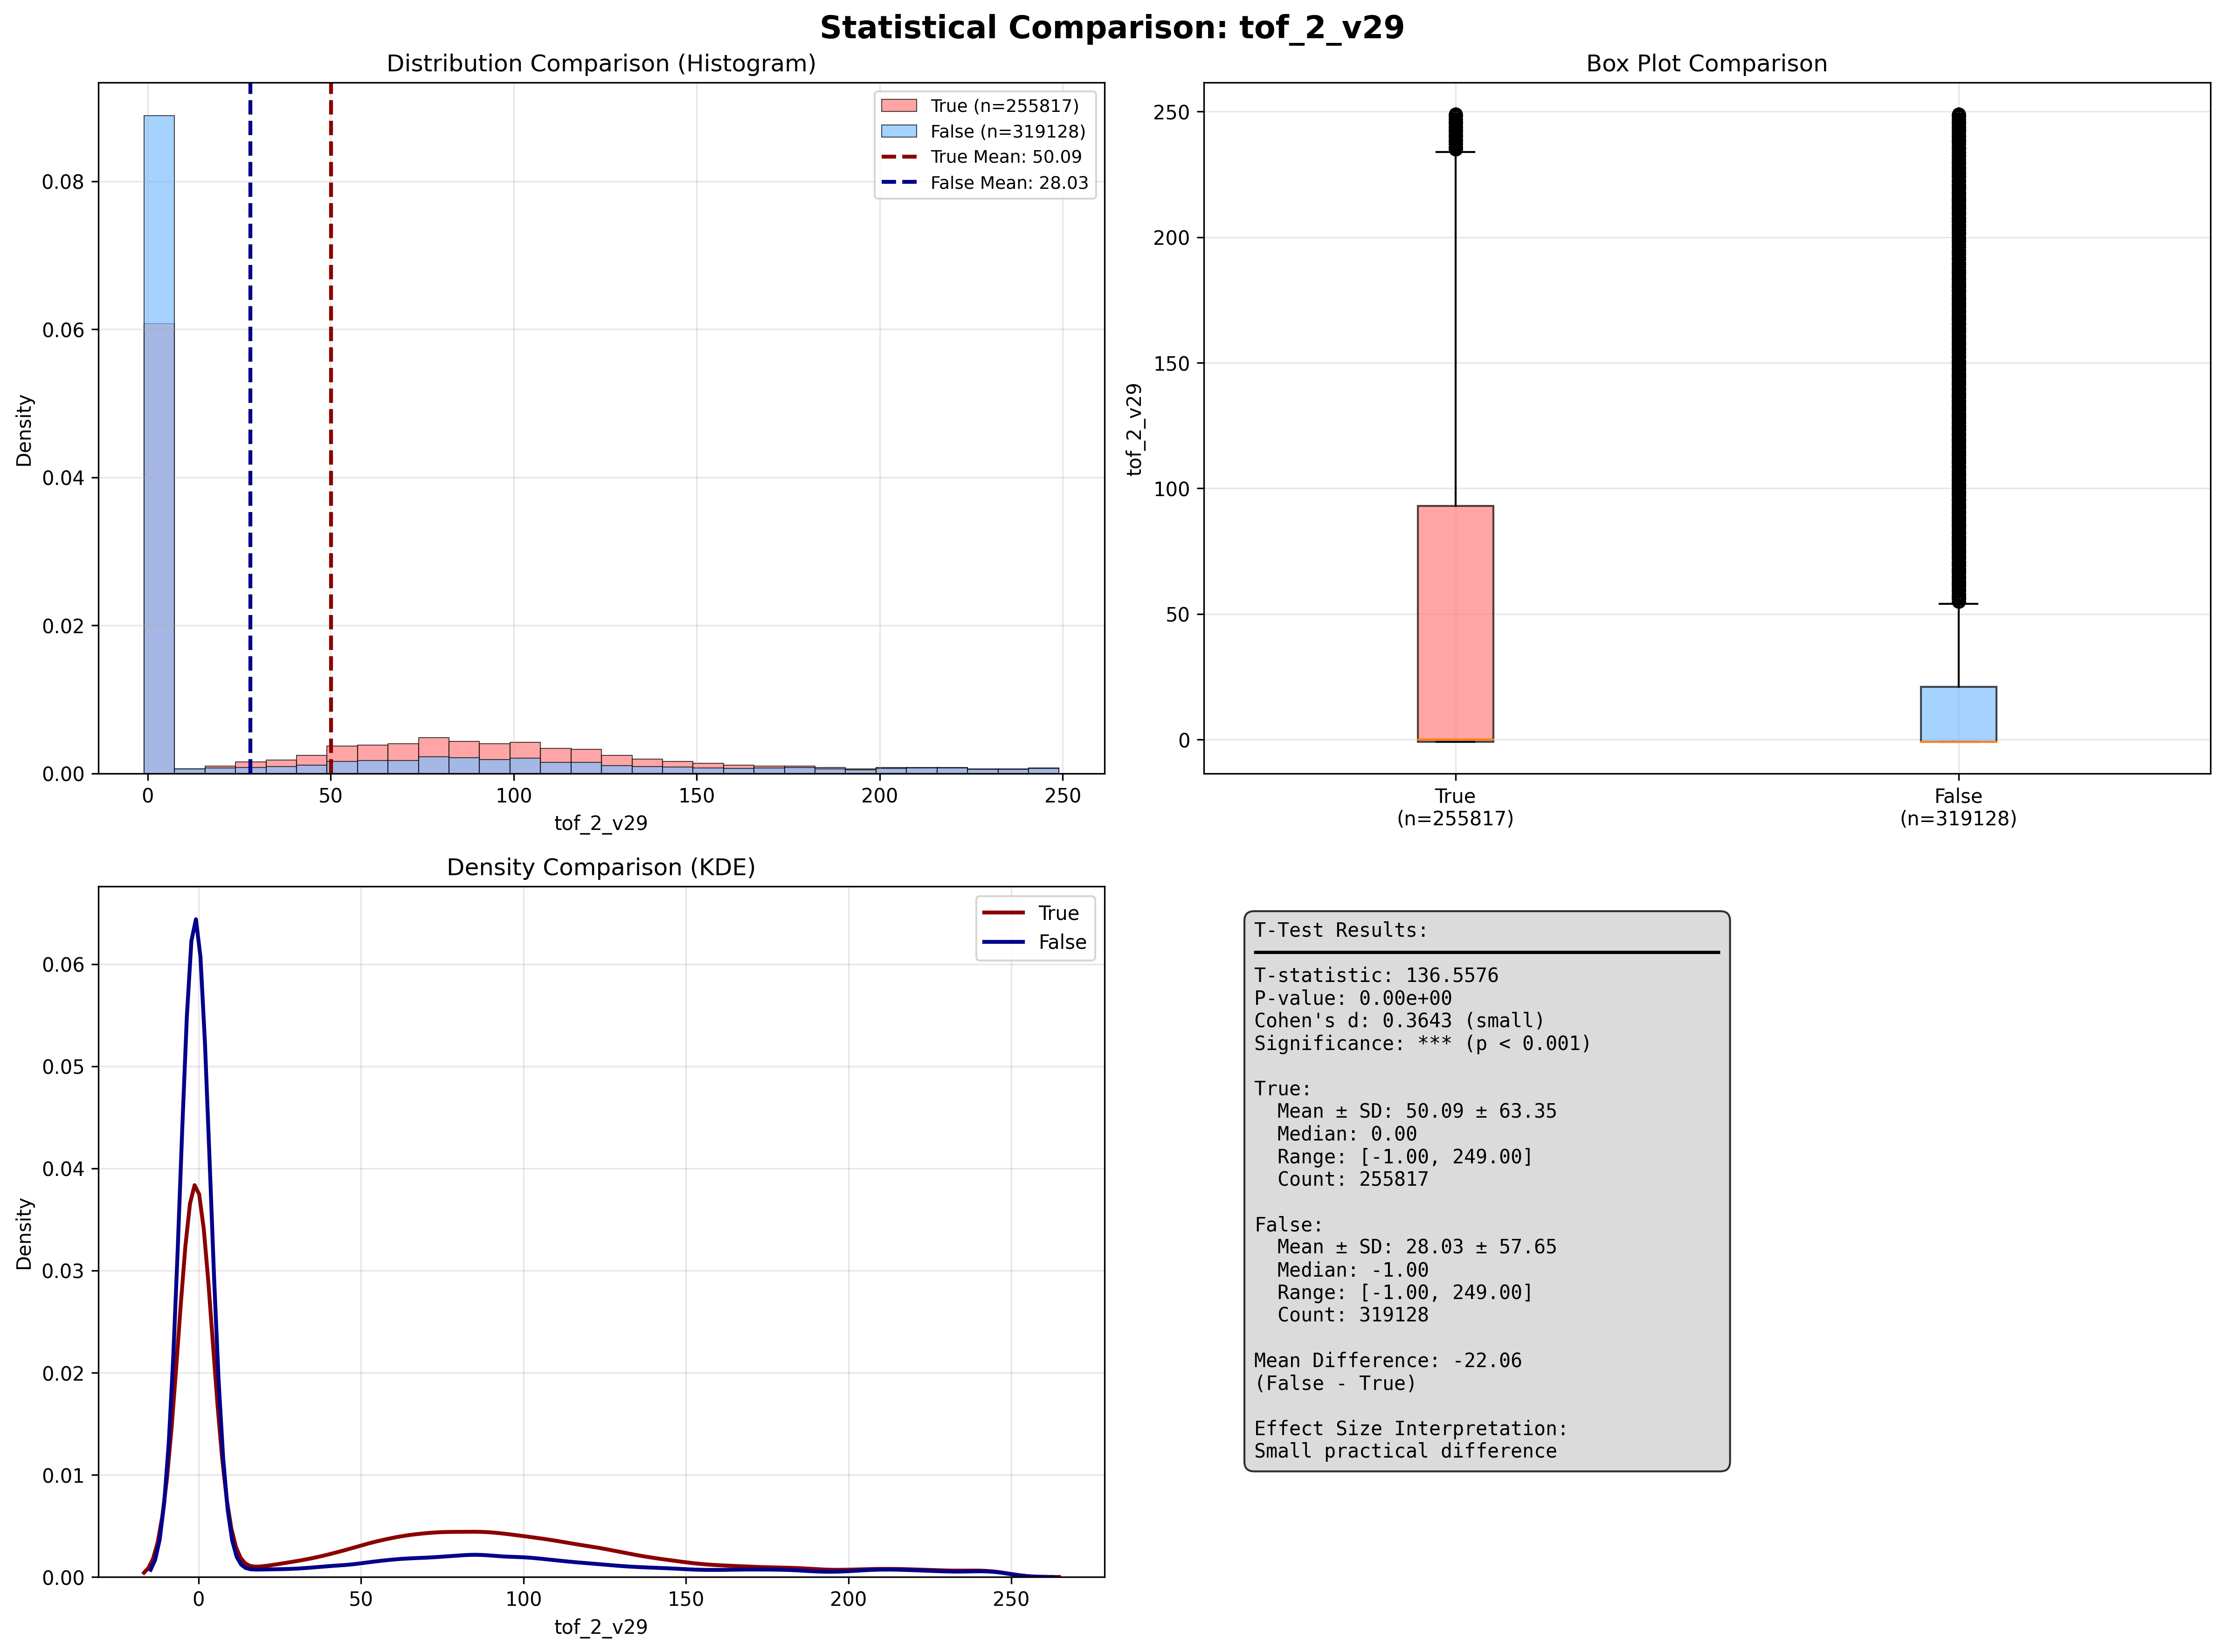 Statistical Comparison: tof_2_v29
Distribution Comparison (Histogram)
Density
0.00
0.02
0.04
0.06
0.08
0
50
100
150
200
250
tof_2_v29
True (n=255817)
False (n=319128)
True Mean: 50.09
False Mean: 28.03
Box Plot Comparison
tof_2_v29
0
50
100
150
200
250
True
(n=255817)
False
(n=319128)
Density Comparison (KDE)
Density
0.00
0.01
0.02
0.03
0.04
0.05
0.06
0
50
100
150
200
250
tof_2_v29
True
False
T-Test Results:
T-statistic: 136.5576
P-value: 0.00e+00
Cohen's d: 0.3643 (small)
Significance: *** (p < 0.001)
True:
Mean ± SD: 50.09 ± 63.35
Median: 0.00
Range: [-1.00, 249.00]
Count: 255817
False:
Mean ± SD: 28.03 ± 57.65
Median: -1.00
Range: [-1.00, 249.00]
Count: 319128
Mean Difference: -22.06
(False - True)
Effect Size Interpretation:
Small practical difference